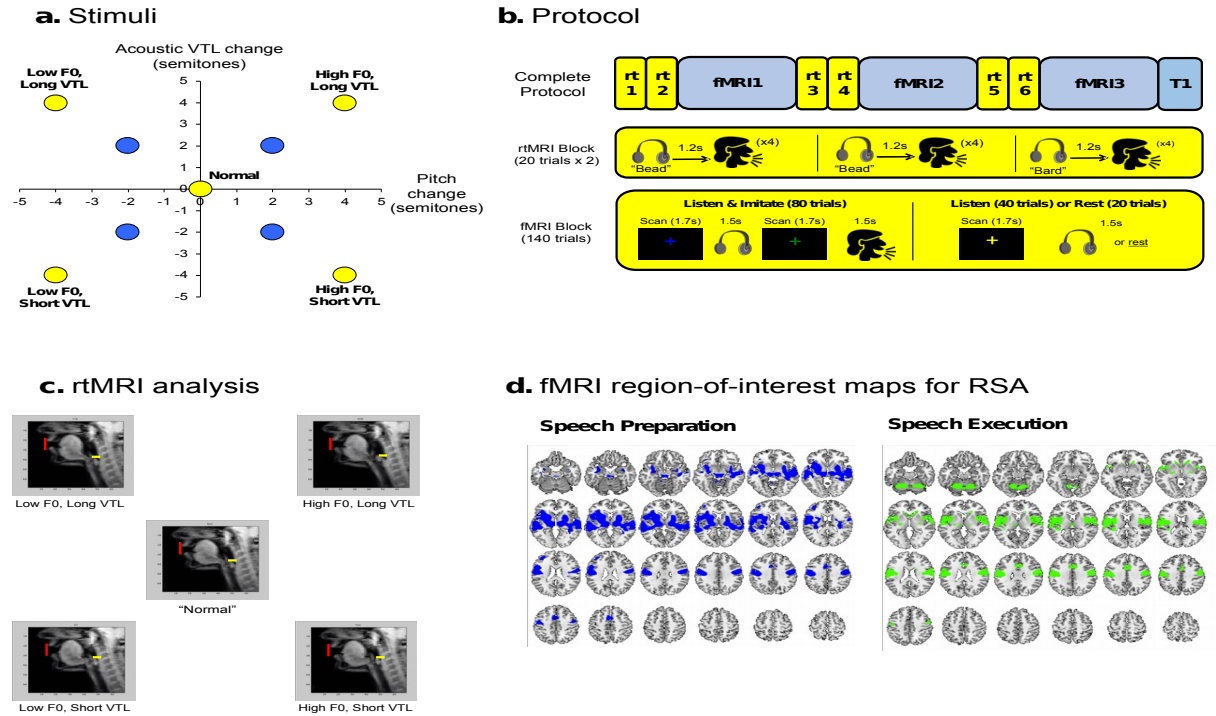 a. Stimuli
Acoustic VTL change
(semitones)
Low F0,
Long VTL
High F0,
Long VTL
5
4
3
2
1
0
-1
-2
-3
-4
-5
-5 -4 -3 -2 -1 0 1 2 3 4 5
Normal
Pitch
change
(semitones)
Low F0,
Short VTL
High F0,
Short VTL
b. Protocol
Complete
Protocol
rt
1
rt
2
fMRI1
rt
3
rt
4
fMRI2
rt
5
rt
6
fMRI3
T1
rtMRI Block
(20 trials x 2)
1.2s
(x4)
"Bead"
1.2s
(x4)
"Bead"
1.2s
(x4)
"Bard"
fMRI Block
(140 trials)
Listen & Imitate (80 trials)
Scan (1.7s)
1.5s
Scan (1.7s)
1.5s
Listen (40 trials) or Rest (20 trials)
Scan (1.7s)
1.5s
or rest
c. rtMRI analysis
Low F0, Long VTL
High F0, Long VTL
"Normal"
Low F0, Short VTL
High F0, Short VTL
d. fMRI region-of-interest maps for RSA
Speech Preparation
Speech Execution